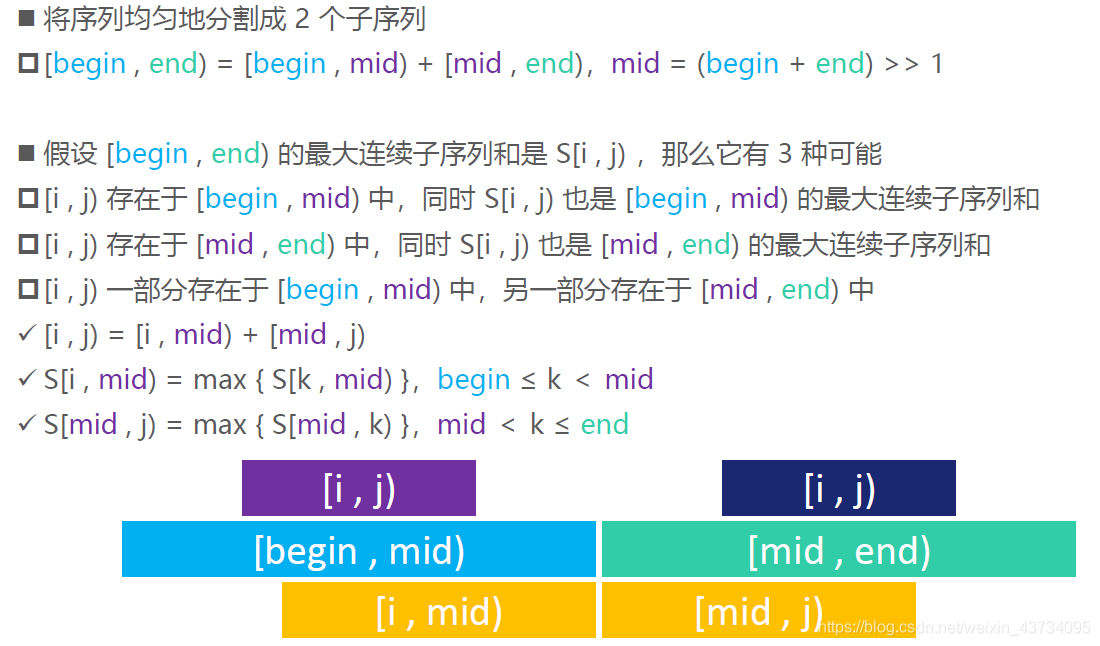 ■ 将序列均匀地分割成 2 个子序列
[begin , end) = [begin , mid) + [mid , end)，mid = (begin + end) >> 1
■ 假设 [begin , end) 的最大连续子序列和是 S[i , j) ，那么它有 3 种可能
[i , j) 存在于 [begin , mid) 中，同时 S[i , j) 也是 [begin , mid) 的最大连续子序列和
[i , j) 存在于 [mid , end) 中，同时 S[i , j) 也是 [mid , end) 的最大连续子序列和
[i , j) 一部分存在于 [begin , mid) 中，另一部分存在于 [mid , end) 中
✓ [i , j) = [i , mid) + [mid , j)
✓ S[i , mid) = max { S[k , mid) }，begin ≤ k < mid
✓ S[mid , j) = max { S[mid , k) }，mid < k ≤ end
[i , j) [i , j)
[begin , mid) [mid , end)
[i , mid) [mid , j)
https://blog.csdn.net/weixin_43734095